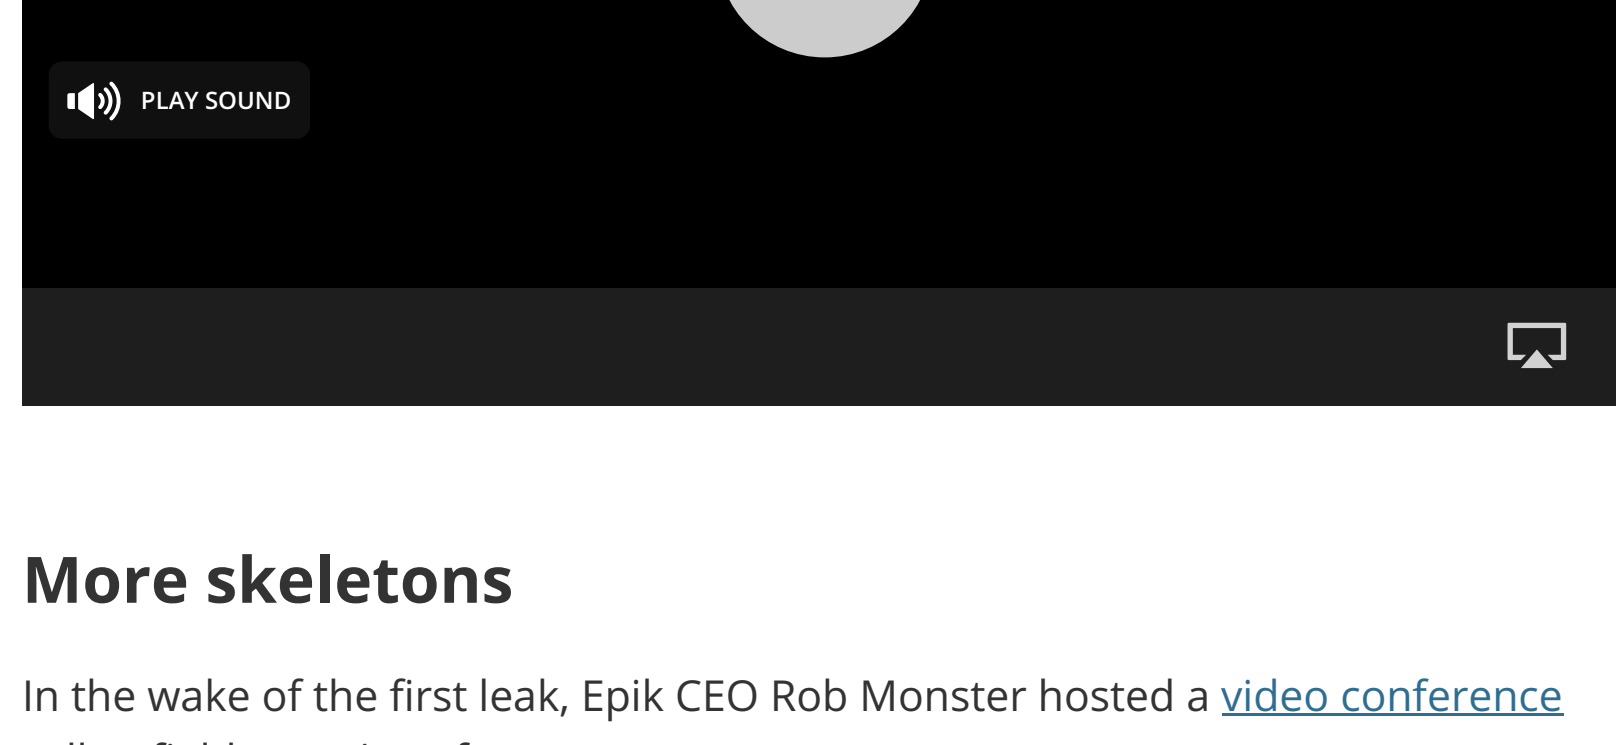 PLAY SOUND
More skeletons
In the wake of the first leak, Epik CEO Rob Monster hosted a video conference